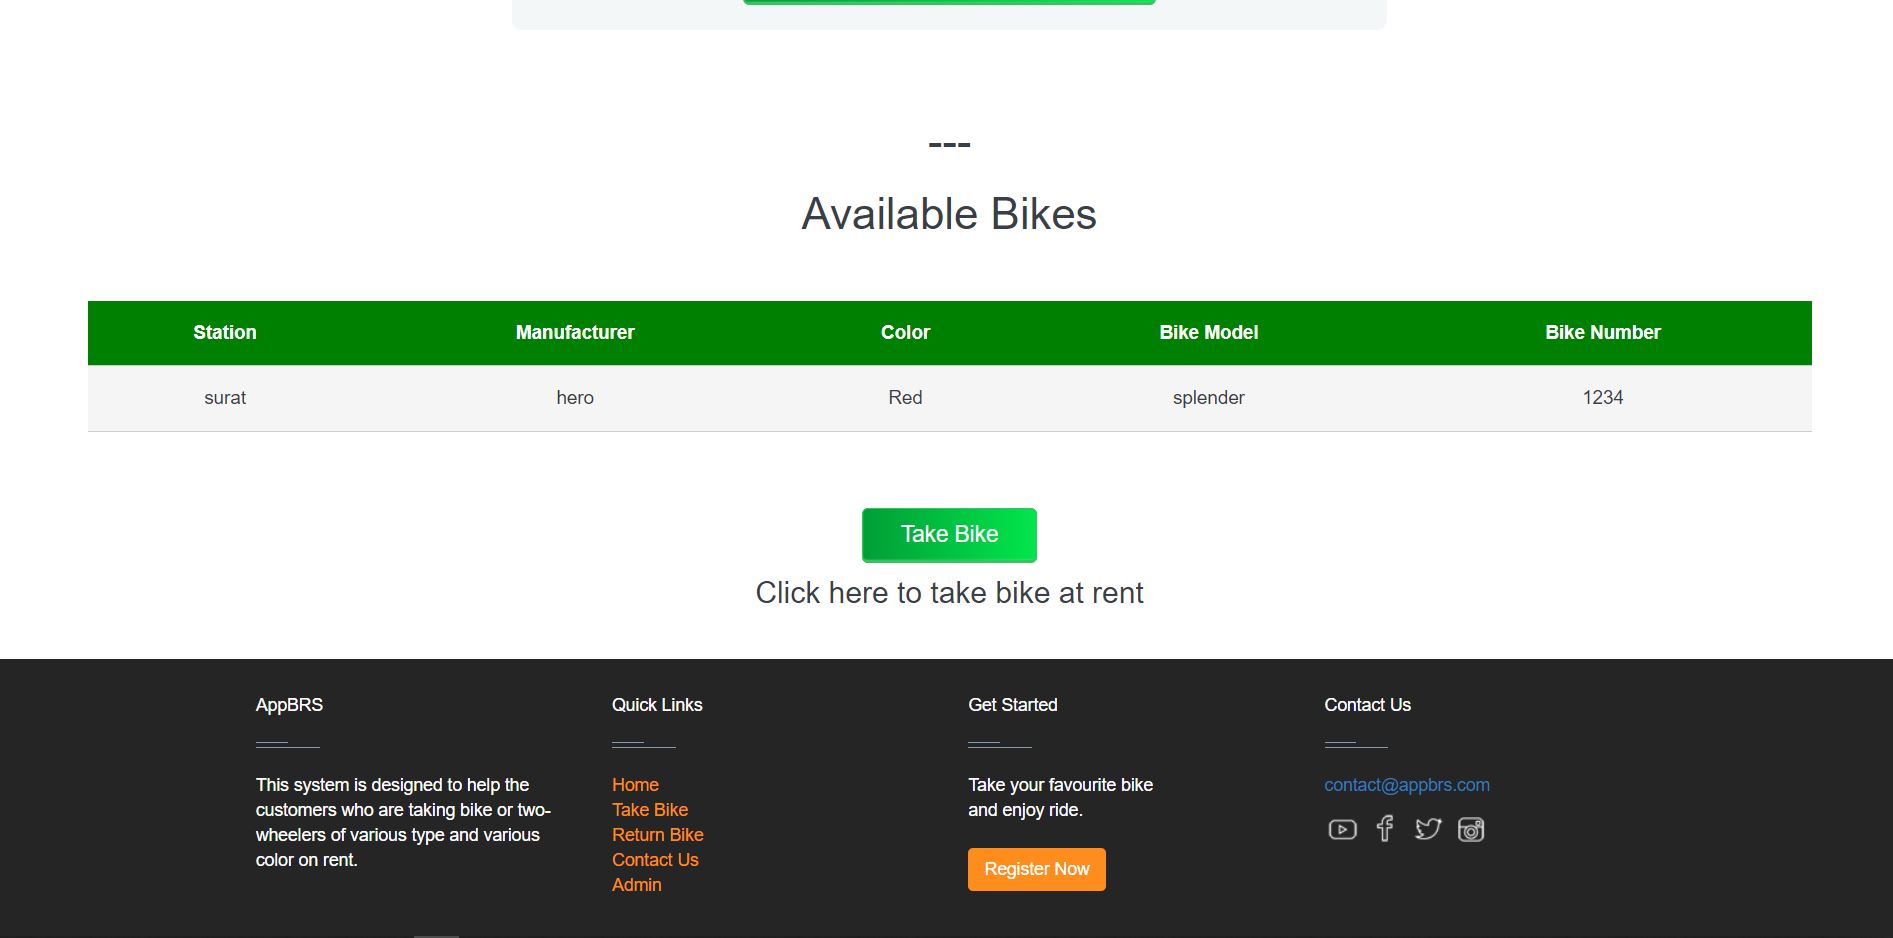 ---
Available Bikes
Station Manufacturer Color Bike Model Bike Number
surat hero Red splender 1234
Take Bike
Click here to take bike at rent
AppBRS
This system is designed to help the
customers who are taking bike or two-
wheelers of various type and various
color on rent.
Quick Links
Home
Take Bike
Return Bike
Contact Us
Admin
Get Started
Take your favourite bike
and enjoy ride.
Register Now
Contact Us
contact@appbrs.com